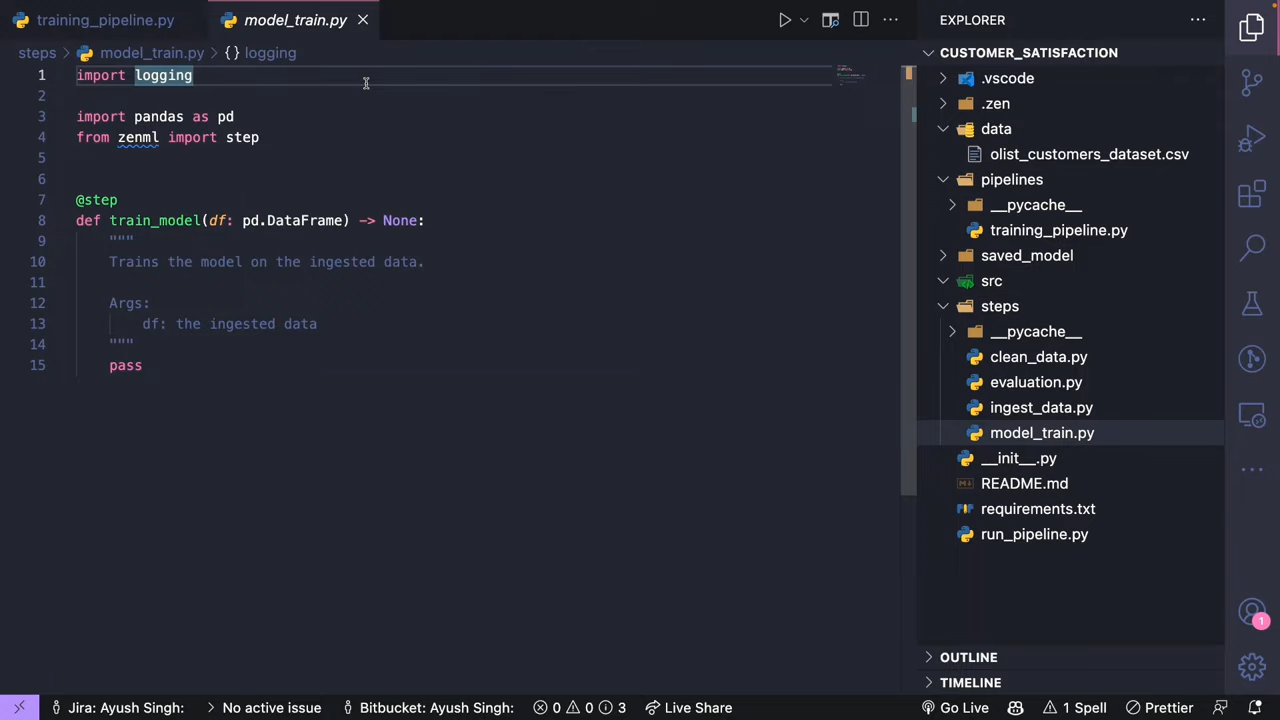 training_pipeline.py
model_train.py
steps > model_train.py > {} logging
1 import logging
2
3 import pandas as pd
4 from zenml import step
5
6
7 @step
8 def train_model(df: pd.DataFrame) -> None:
9 """
10 Trains the model on the ingested data.
11
12 Args:
13 df: the ingested data
14 """
15 pass
EXPLORER
CUSTOMER_SATISFACTION
.vscode
.zen
data
olist_customers_dataset.csv
pipelines
__pycache__
training_pipeline.py
saved_model
src
steps
__pycache__
clean_data.py
evaluation.py
ingest_data.py
model_train.py
__init__.py
README.md
requirements.txt
run_pipeline.py
OUTLINE
TIMELINE
1
Jira: Ayush Singh: > No active issue Bitbucket: Ayush Singh: 0 0 3 Live Share Go Live 1 Spell Prettier